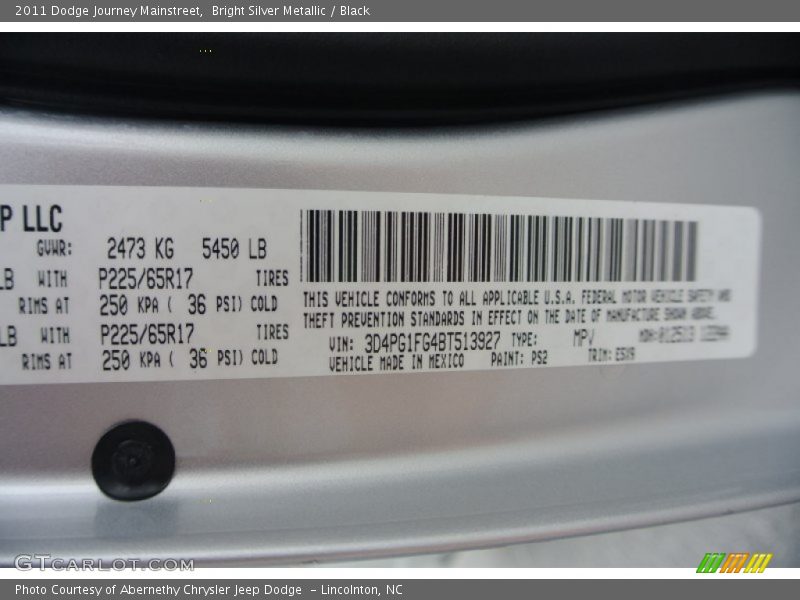 2011 Dodge Journey Mainstreet, Bright Silver Metallic / Black
P LLC
GVWR: 2473 KG 5450 LB
LB WITH P225/65R17 TIRES
RIMS AT 250 KPA ( 36 PSI) COLD
LB WITH P225/65R17 TIRES
RIMS AT 250 KPA ( 36 PSI) COLD
THIS VEHICLE CONFORMS TO ALL APPLICABLE U.S.A. FEDERAL MOTOR VEHICLE SAFETY AND
THEFT PREVENTION STANDARDS IN EFFECT ON THE DATE OF MANUFACTURE SHOWN ABOVE.
VIN: 3D4PG1FG4BT513927 TYPE: MPV
VEHICLE MADE IN MEXICO PAINT: PS2 TRIM:
GTCARLOT.COM
Photo Courtesy of Abernethy Chrysler Jeep Dodge – Lincolnton, NC